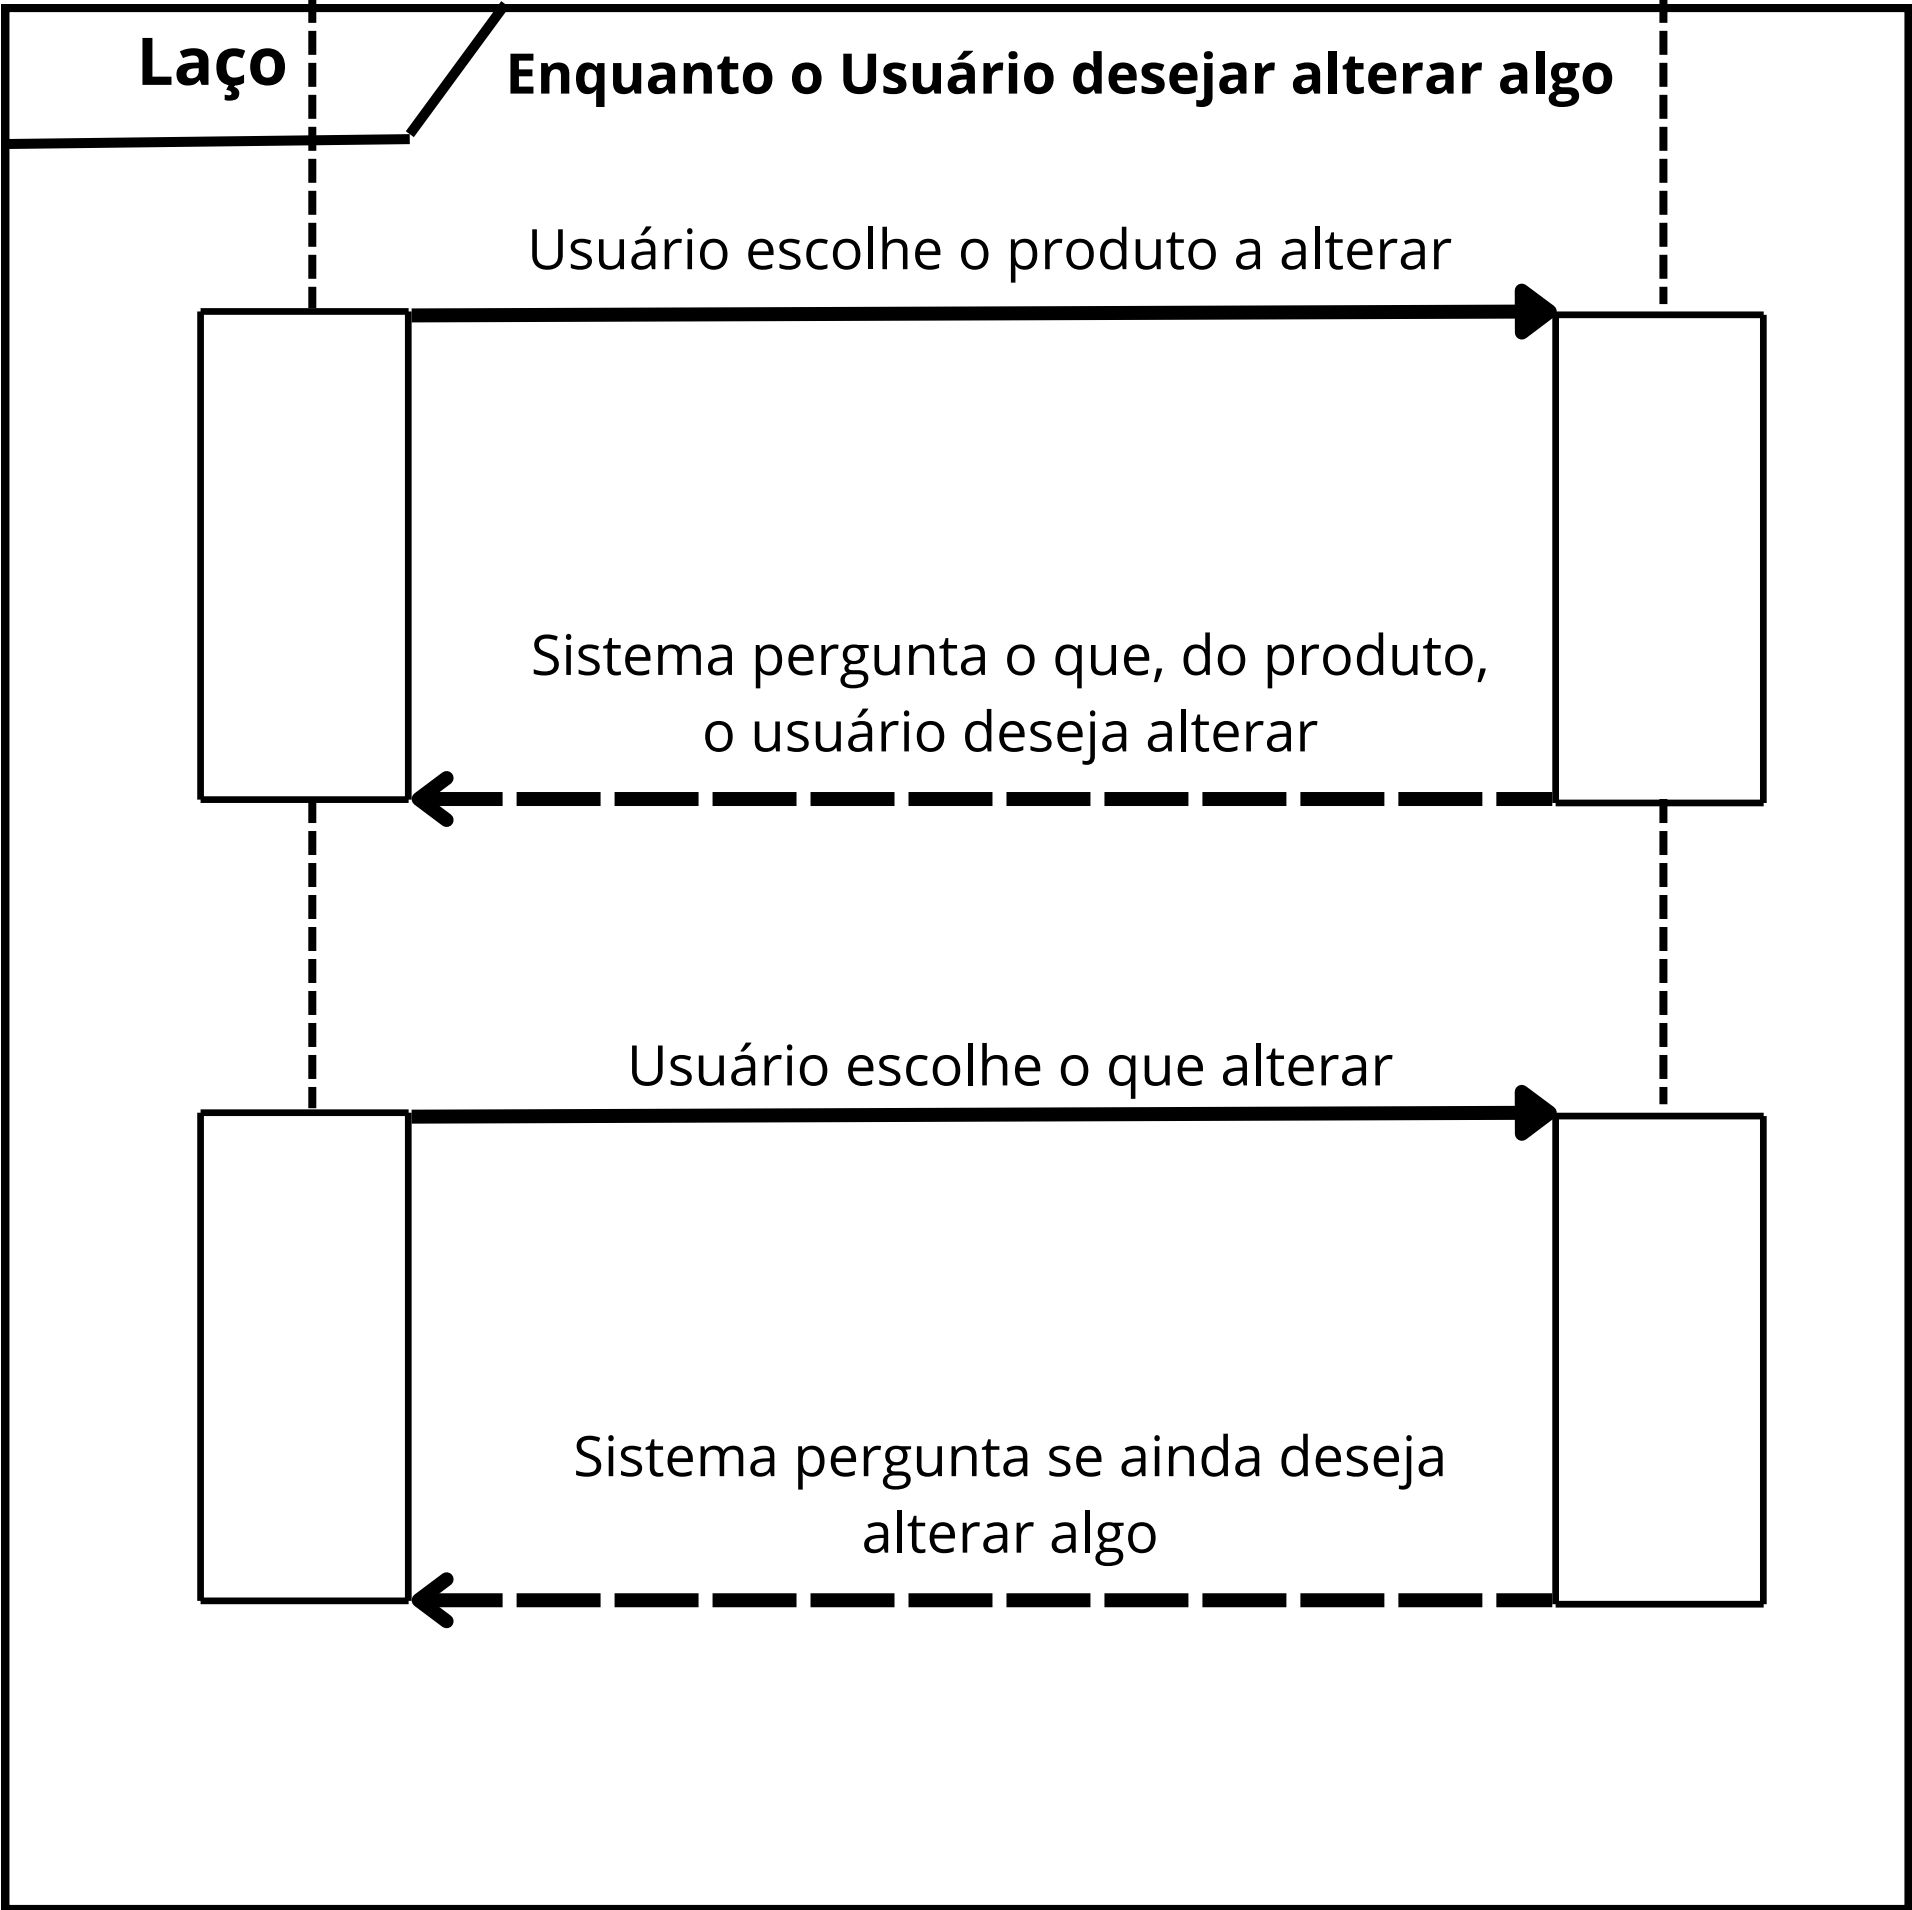 Laço
Enquanto o Usuário desejar alterar algo
Usuário escolhe o produto a alterar
Sistema pergunta o que, do produto,
o usuário deseja alterar
Usuário escolhe o que alterar
Sistema pergunta se ainda deseja
alterar algo